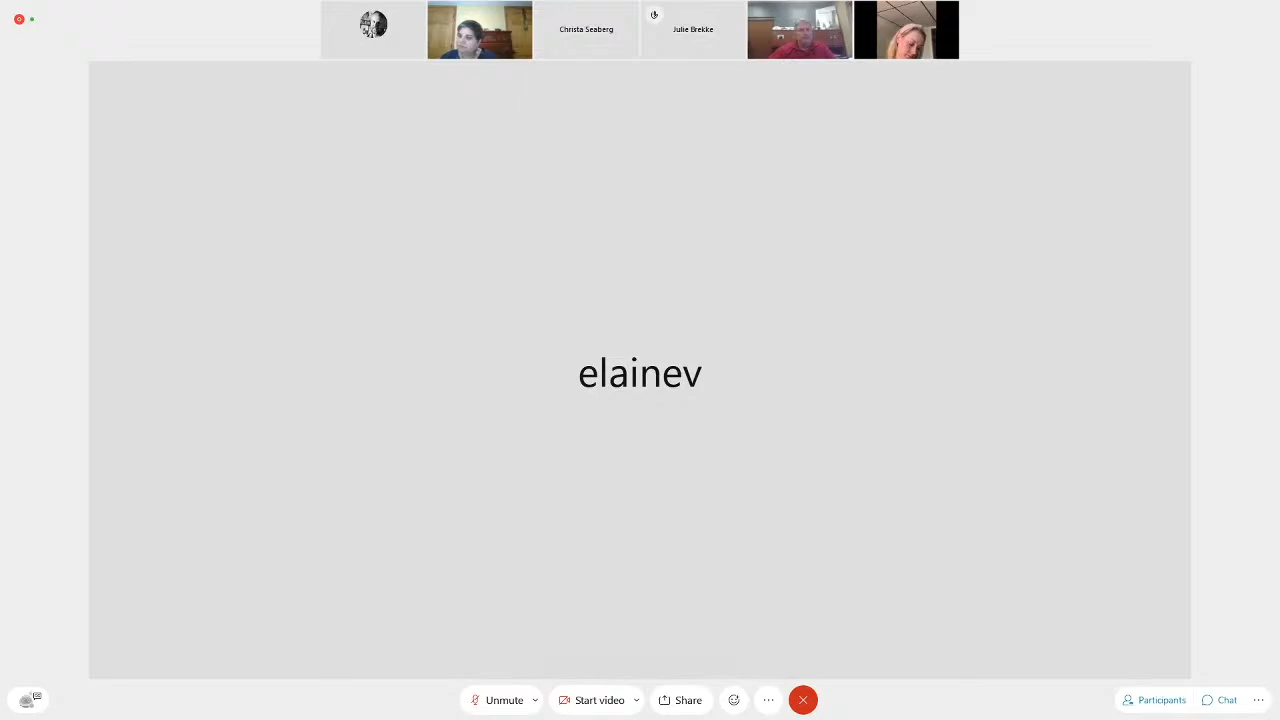 Christa Seaberg
Julie Brekke
elainev
Unmute
Start video
Share
Participants
Chat